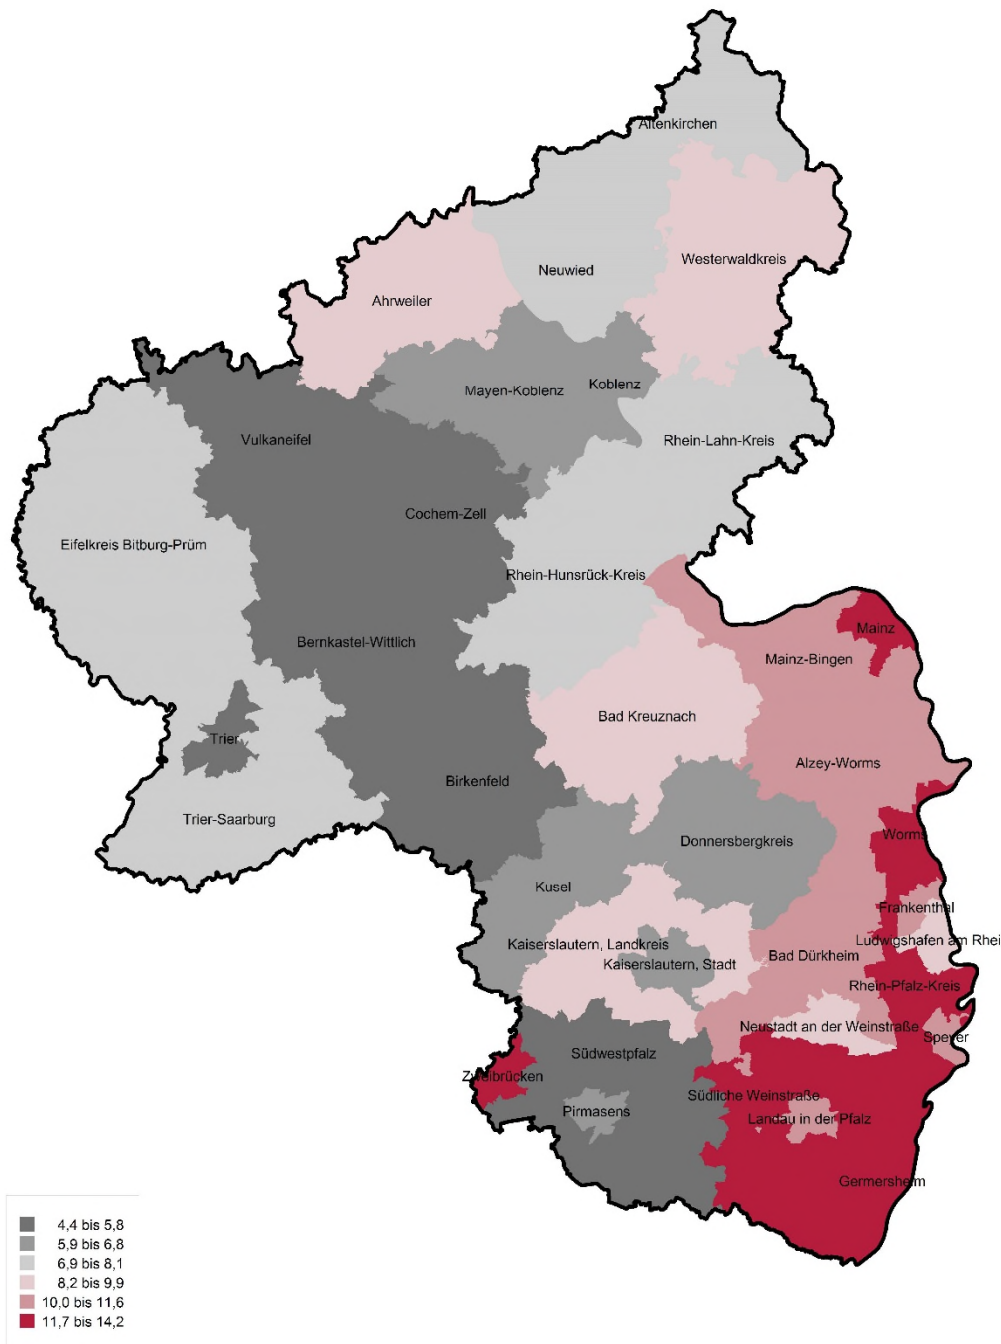 Altenkirchen
Westerwaldkreis
Neuwied
Ahrweiler
Koblenz
Mayen-Koblenz
Vulkaneifel
Rhein-Lahn-Kreis
Cochem-Zell
Eifelkreis Bitburg-Prüm
Rhein-Hunsrück-Kreis
Mainz
Bernkastel-Wittlich
Mainz-Bingen
Bad Kreuznach
Trier
Alzey-Worms
Birkenfeld
Trier-Saarburg
Worms
Donnersbergkreis
Kusel
Frankenthal
Ludwigshafen am Rhei
Kaiserslautern, Landkreis
Bad Dürkheim
Kaiserslautern, Stadt
Rhein-Pfalz-Kreis
Neustadt an der Weinstraße
Speyer
Südwestpfalz
Zweibrücken
Südliche Weinstraße
Pirmasens
Landau in der Pfalz
Germersheim
4,4 bis 5,8
5,9 bis 6,8
6,9 bis 8,1
8,2 bis 9,9
10,0 bis 11,6
11,7 bis 14,2